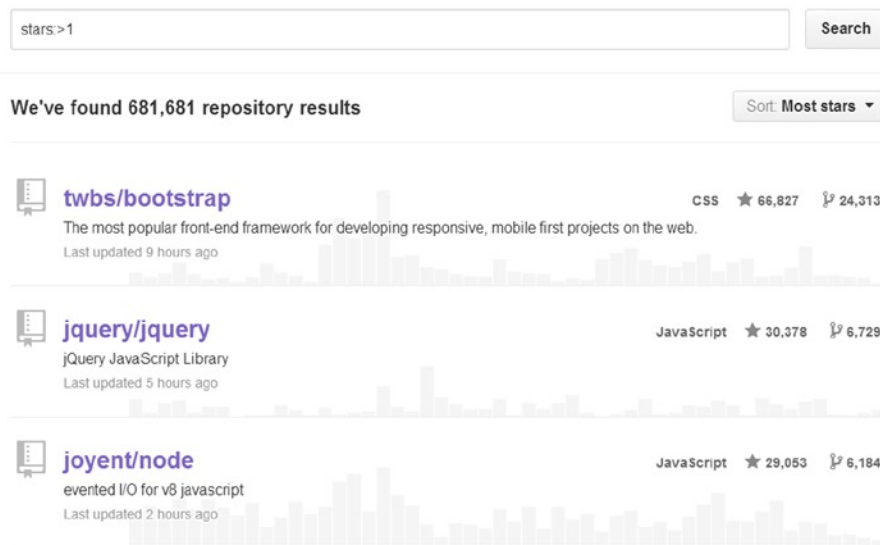 stars:>1
Search
We've found 681,681 repository results
Sort: Most stars
twbs/bootstrap
CSS 66,827 24,313
The most popular front-end framework for developing responsive, mobile first projects on the web.
Last updated 9 hours ago
jquery/jquery
JavaScript 30,378 6,729
jQuery JavaScript Library
Last updated 5 hours ago
joyent/node
JavaScript 29,053 6,184
evented I/O for v8 javascript
Last updated 2 hours ago